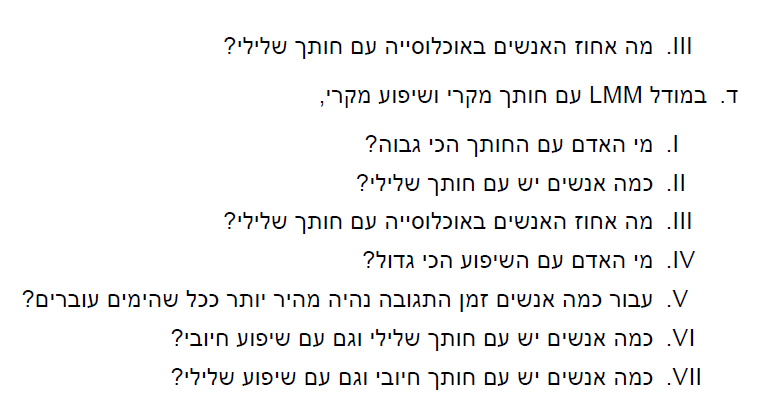 III. מה אחוז האנשים באוכלוסייה עם חותך שלילי?
ד. במודל LMM עם חותך מקרי ושיפוע מקרי,
I. מי האדם עם החותך הכי גבוה?
II. כמה אנשים יש עם חותך שלילי?
III. מה אחוז האנשים באוכלוסייה עם חותך שלילי?
IV. מי האדם עם השיפוע הכי גדול?
V. עבור כמה אנשים זמן התגובה נהיה מהיר יותר ככל שהימים עוברים?
VI. כמה אנשים יש עם חותך שלילי וגם עם שיפוע חיובי?
VII. כמה אנשים יש עם חותך חיובי וגם עם שיפוע שלילי?